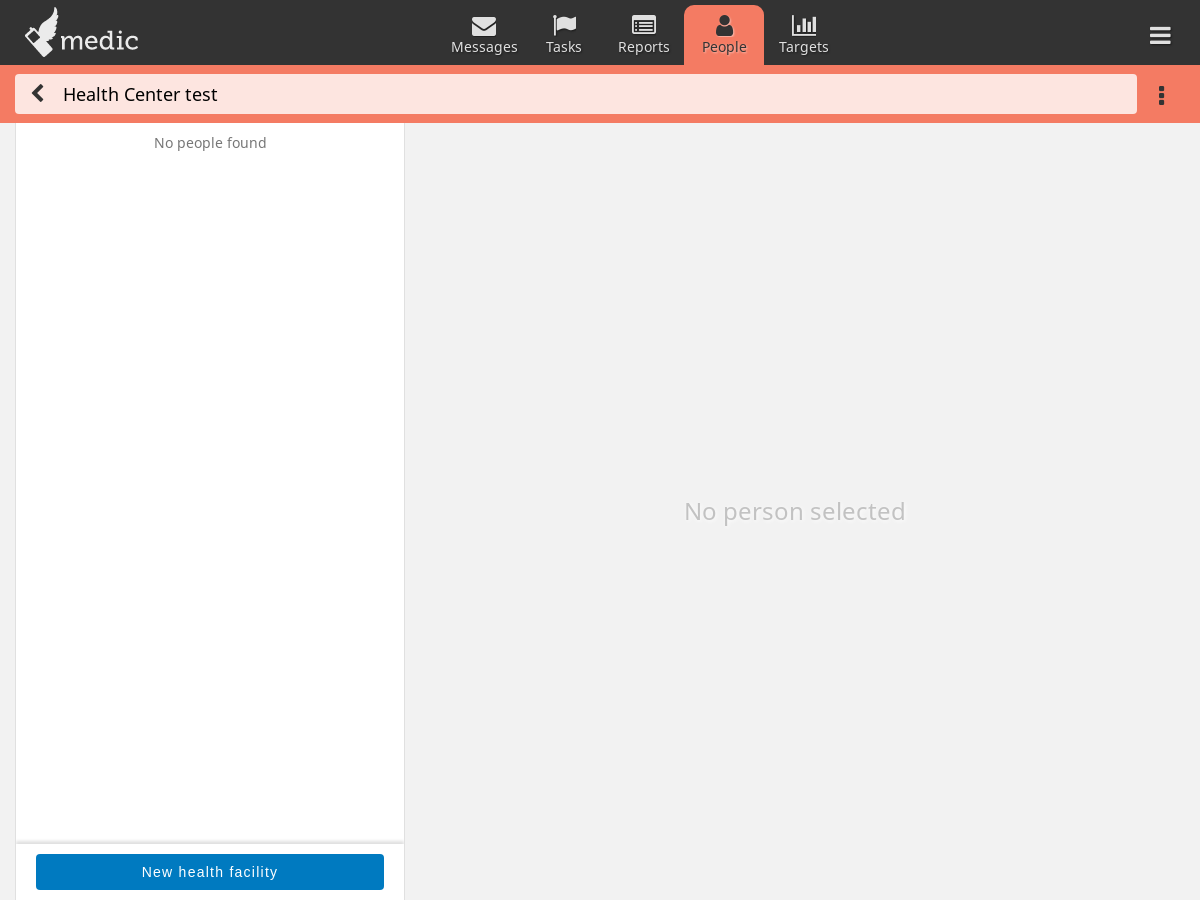 medic
Messages
Tasks
Reports
People
Targets
Health Center test
No people found
No person selected
New health facility